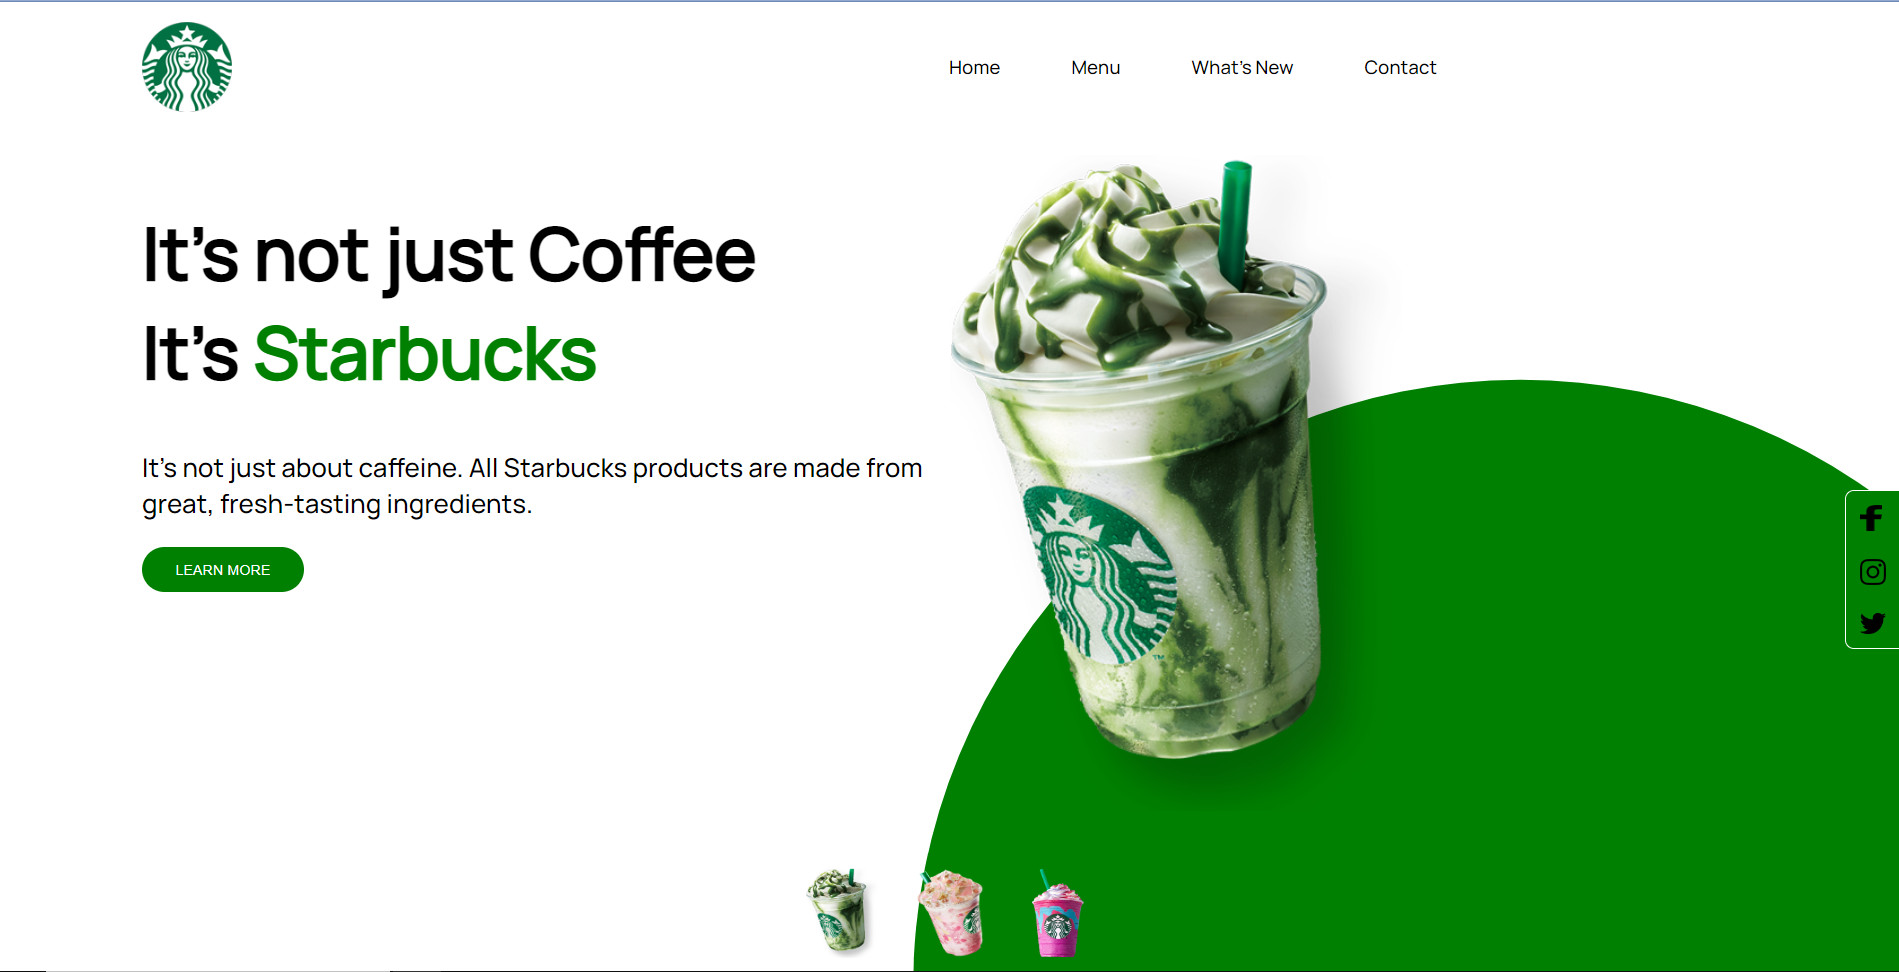 Home Menu What's New Contact
It's not just Coffee
It's Starbucks
It's not just about caffeine. All Starbucks products are made from
great, fresh-tasting ingredients.
LEARN MORE
TM